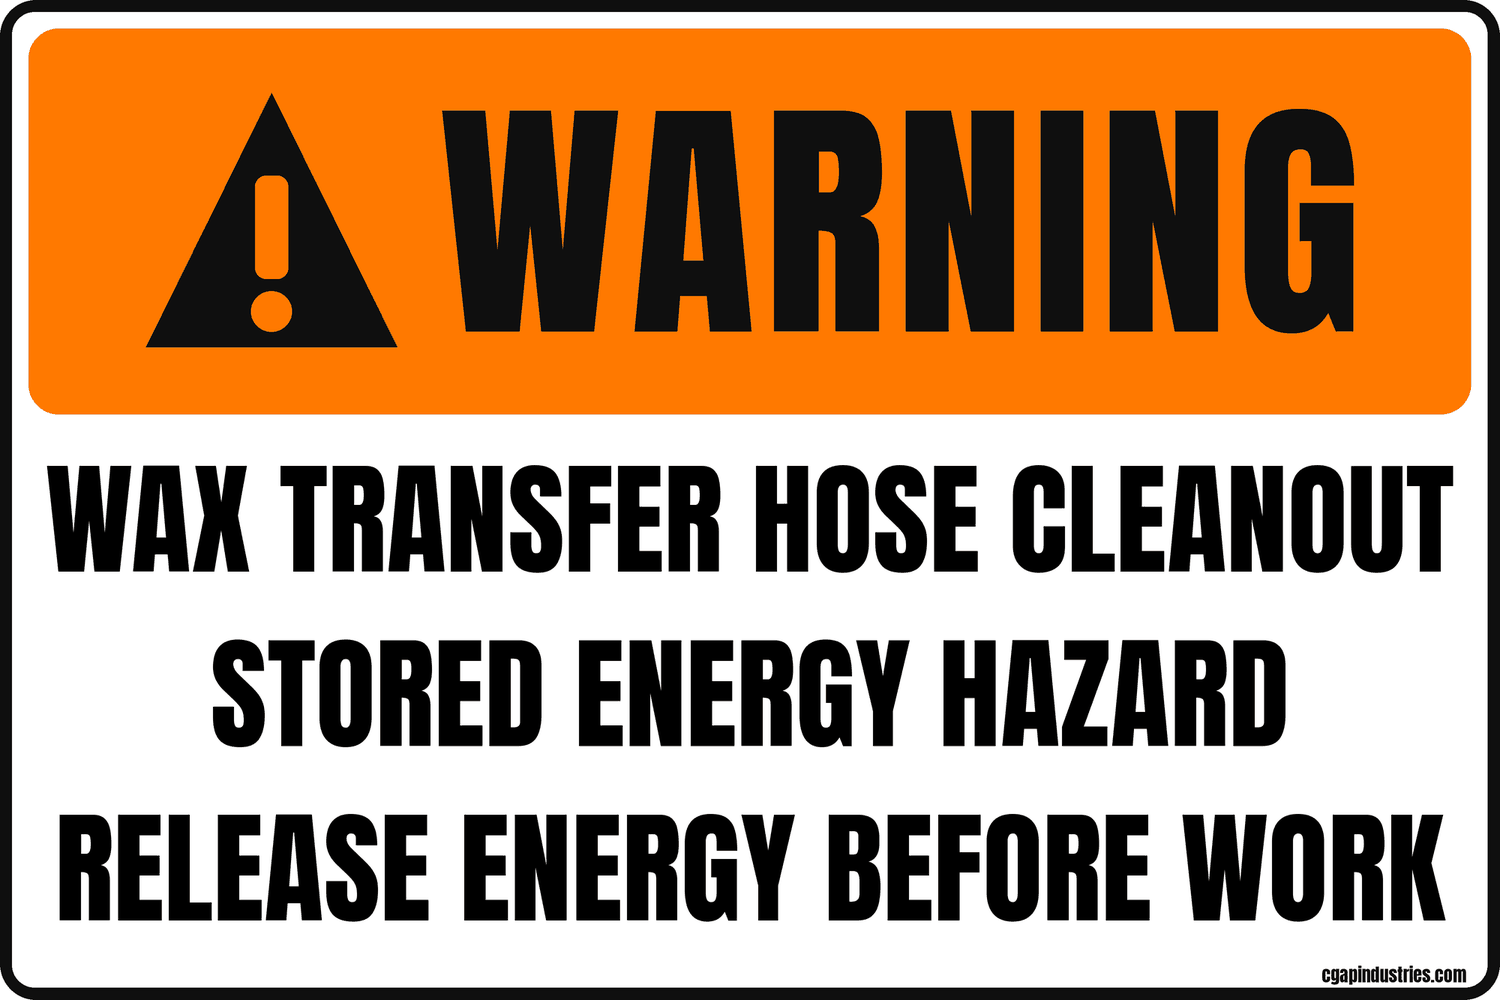 WARNING
WAX TRANSFER HOSE CLEANOUT
STORED ENERGY HAZARD
RELEASE ENERGY BEFORE WORK
cgapindustries.com